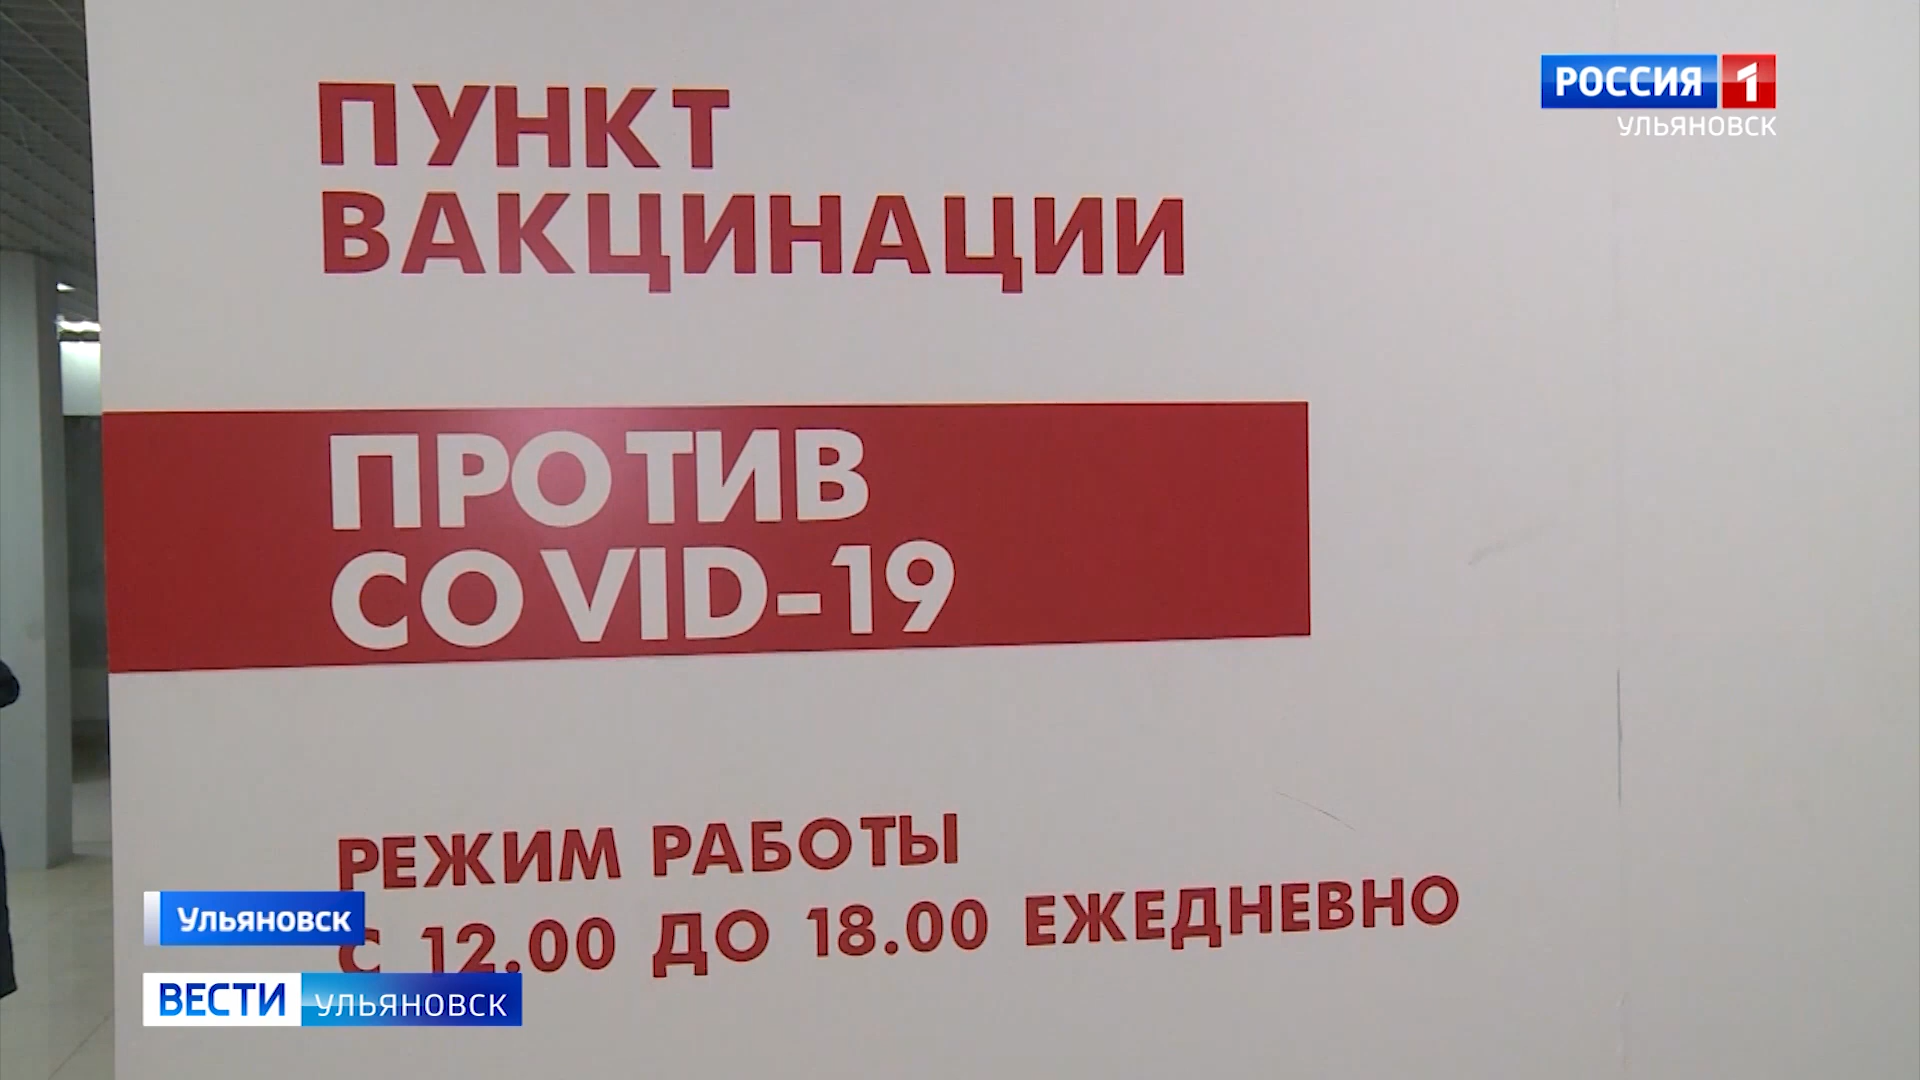 РОССИЯ 1
УЛЬЯНОВСК
ПУНКТ
ВАКЦИНАЦИИ
ПРОТИВ
COVID-19
РЕЖИМ РАБОТЫ
С 12.00 ДО 18.00 ЕЖЕДНЕВНО
Ульяновск
ВЕСТИ УЛЬЯНОВСК